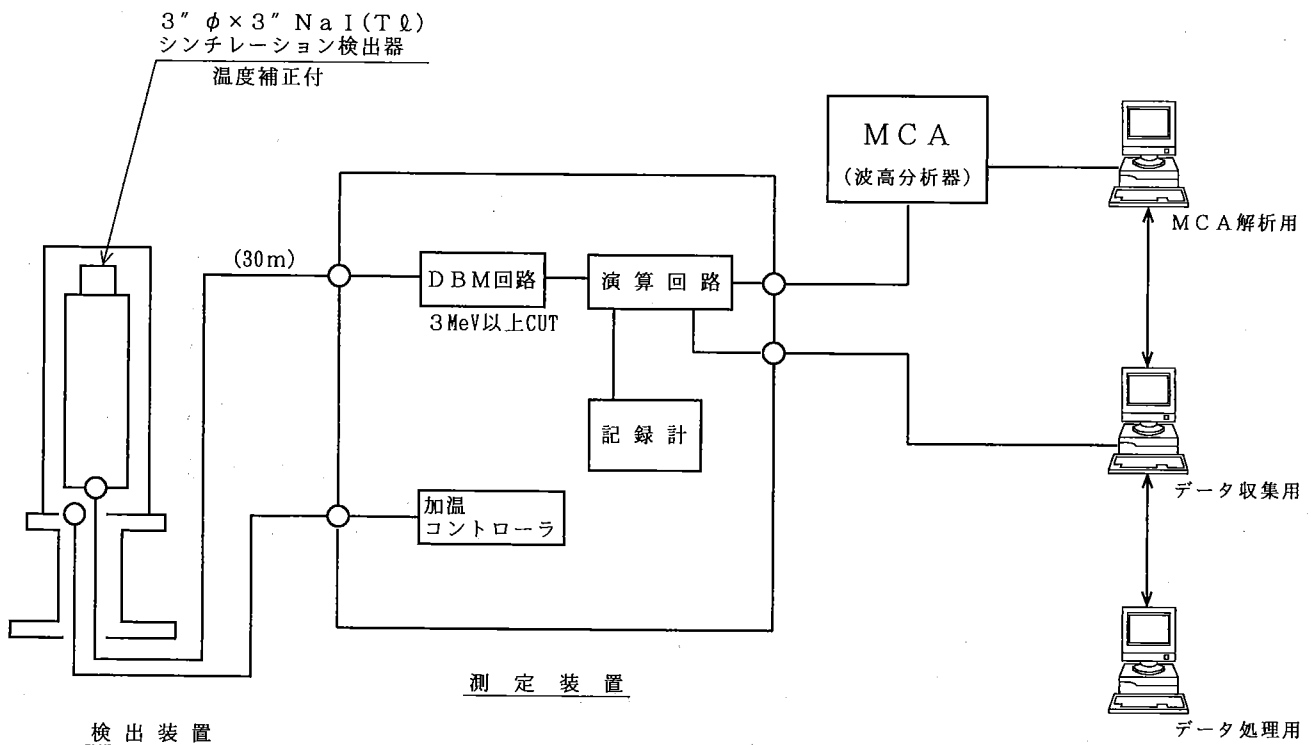 3″φ×3″NaI(Tℓ)
シンチレーション検出器
温度補正付
MCA
(波高分析器)
MCA解析用
(30m)
DBM回路
演算回路
3MeV以上CUT
記録計
データ収集用
加温
コントローラ
測定装置
検出装置
データ処理用